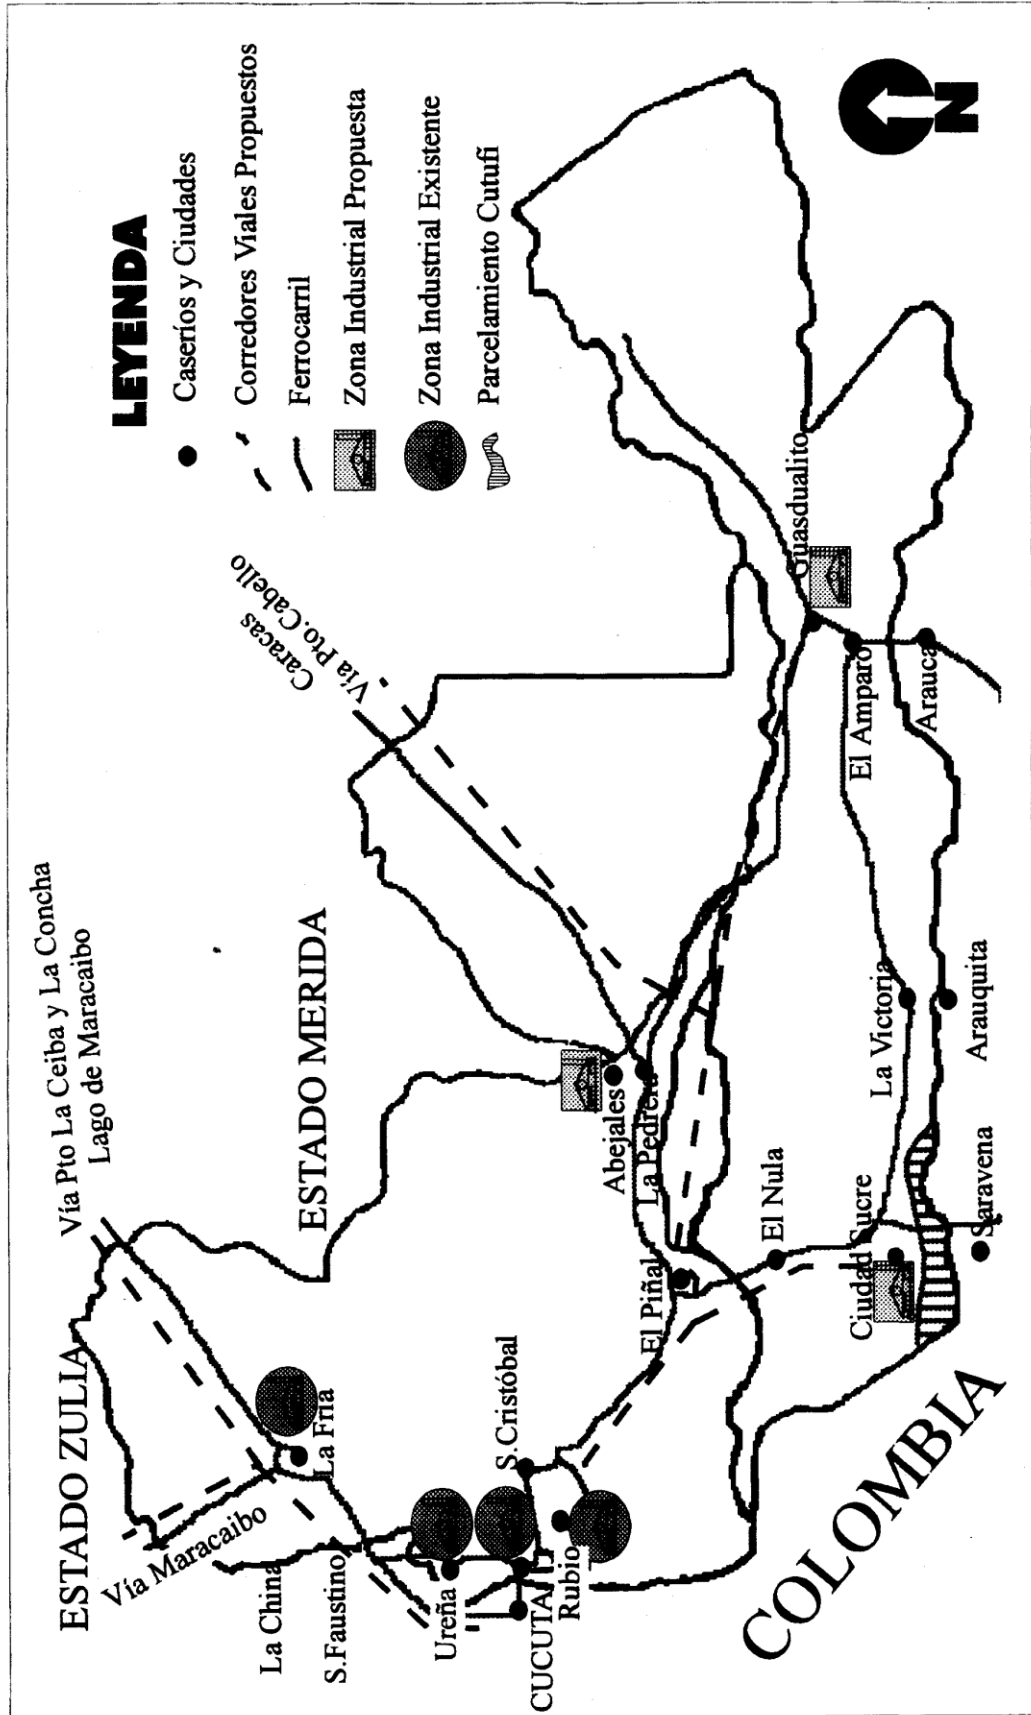 LEYENDA
Caseríos y Ciudades
Corredores Viales Propuestos
Ferrocarril
Zona Industrial Propuesta
Zona Industrial Existente
Parcelamiento Cutufí
N
Vía Pto La Ceiba y La Concha
Lago de Maracaibo
ESTADO ZULIA
Vía Maracaibo
La China
S.Faustino
La Fria
ESTADO MERIDA
Caracas
Vía Pto.Cabello
Ureña
CUCUTA
Rubio
S.Cristóbal
Abejales
La Pedrera
El Piñal
El Nula
Ciudad Sucre
Saravena
La Victoria
Arauquita
El Amparo
Arauca
Guasdualito
COLOMBIA